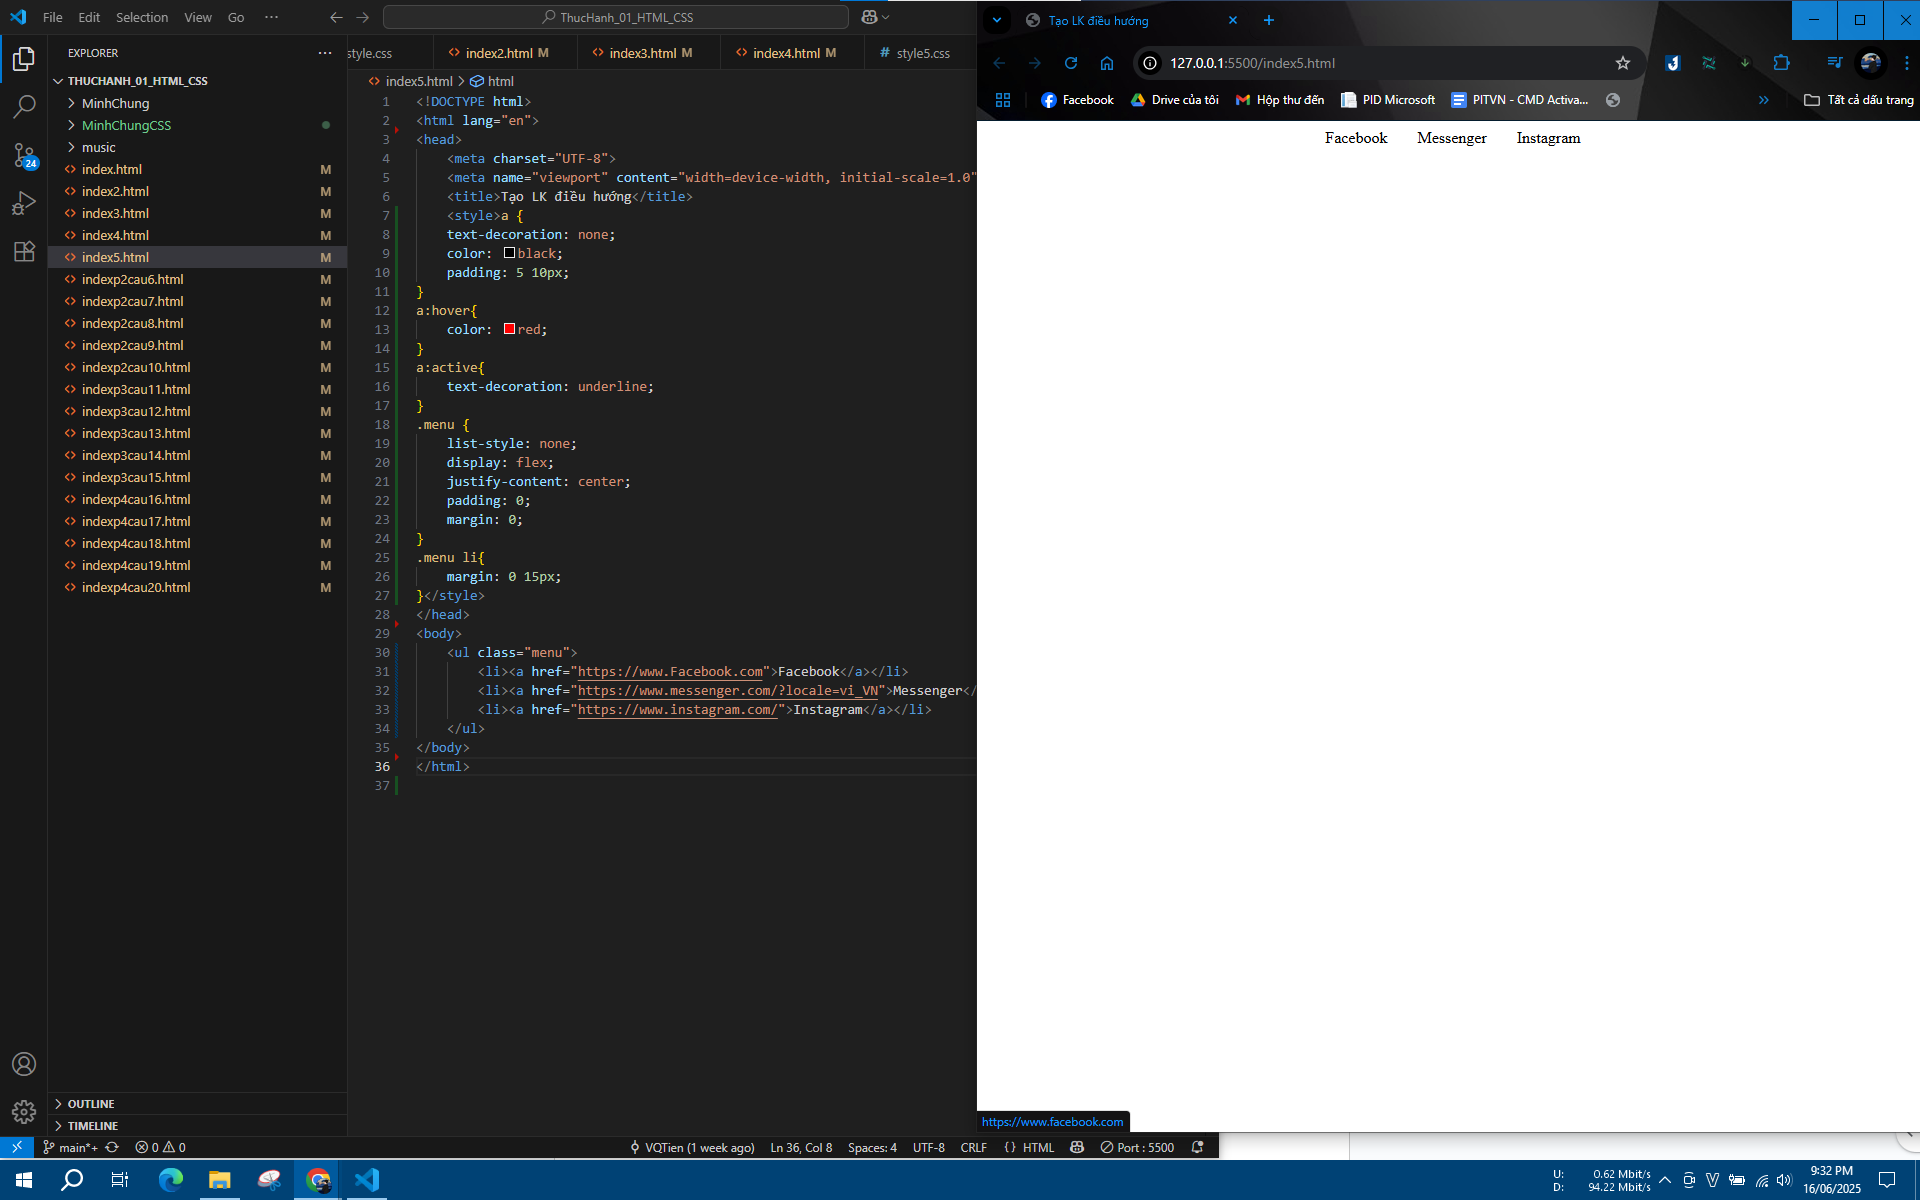 File Edit Selection View Go ···
ThucHanh_01_HTML_CSS
EXPLORER
THUCHANH_01_HTML_CSS
MinhChung
MinhChungCSS
music
index.html M
index2.html M
index3.html M
index4.html M
index5.html M
indexp2cau6.html M
indexp2cau7.html M
indexp2cau8.html M
indexp2cau9.html M
indexp2cau10.html M
indexp3cau11.html M
indexp3cau12.html M
indexp3cau13.html M
indexp3cau14.html M
indexp3cau15.html M
indexp4cau16.html M
indexp4cau17.html M
indexp4cau18.html M
indexp4cau19.html M
indexp4cau20.html M
OUTLINE
TIMELINE
24
style.css index2.html M index3.html M index4.html M # style5.css
index5.html > html
1 <!DOCTYPE html>
2 <html lang="en">
3 <head>
4 <meta charset="UTF-8">
5 <meta name="viewport" content="width=device-width, initial-scale=1.0"
6 <title>Tạo LK điều hướng</title>
7 <style>a {
8 text-decoration: none;
9 color: black;
10 padding: 5 10px;
11 }
12 a:hover{
13 color: red;
14 }
15 a:active{
16 text-decoration: underline;
17 }
18 .menu {
19 list-style: none;
20 display: flex;
21 justify-content: center;
22 padding: 0;
23 margin: 0;
24 }
25 .menu li{
26 margin: 0 15px;
27 }</style>
28 </head>
29 <body>
30 <ul class="menu">
31 <li><a href="https://www.Facebook.com">Facebook</a></li>
32 <li><a href="https://www.messenger.com/?locale=vi_VN">Messenger</
33 <li><a href="https://www.instagram.com/">Instagram</a></li>
34 </ul>
35 </body>
36 </html>
37
main*+ 0 0 VQTien (1 week ago) Ln 36, Col 8 Spaces: 4 UTF-8 CRLF {} HTML Port : 5500
Tạo LK điều hướng
127.0.0.1:5500/index5.html
Facebook Drive của tôi Hộp thư đến PID Microsoft PITVN - CMD Activa... Tất cả dấu trang
Facebook Messenger Instagram
https://www.facebook.com
U: 0.62 Mbit/s
D: 94.22 Mbit/s
9:32 PM
16/06/2025